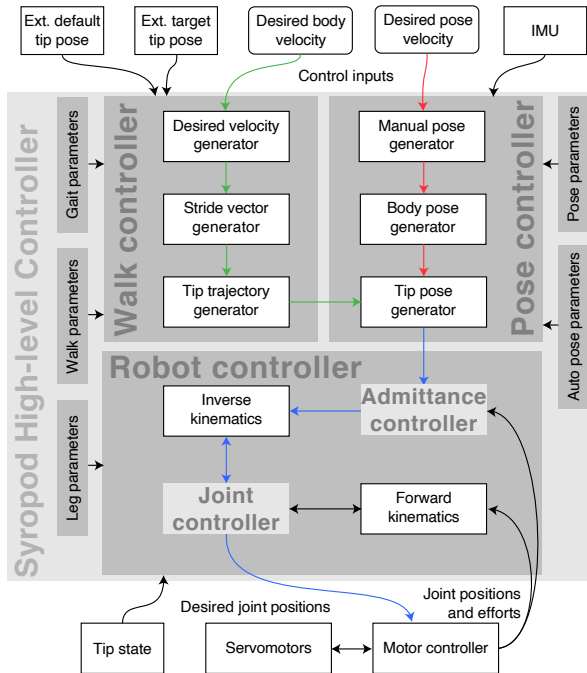 Ext. default
tip pose
Ext. target
tip pose
Desired body
velocity
Desired pose
velocity
IMU
Control inputs
Syropod High-level Controller
Gait parameters
Walk parameters
Leg parameters
Walk controller
Desired velocity
generator
Stride vector
generator
Tip trajectory
generator
Manual pose
generator
Body pose
generator
Tip pose
generator
Pose controller
Pose parameters
Auto pose parameters
Robot controller
Inverse
kinematics
Admittance
controller
Joint
controller
Forward
kinematics
Desired joint positions
Joint positions
and efforts
Tip state
Servomotors
Motor controller